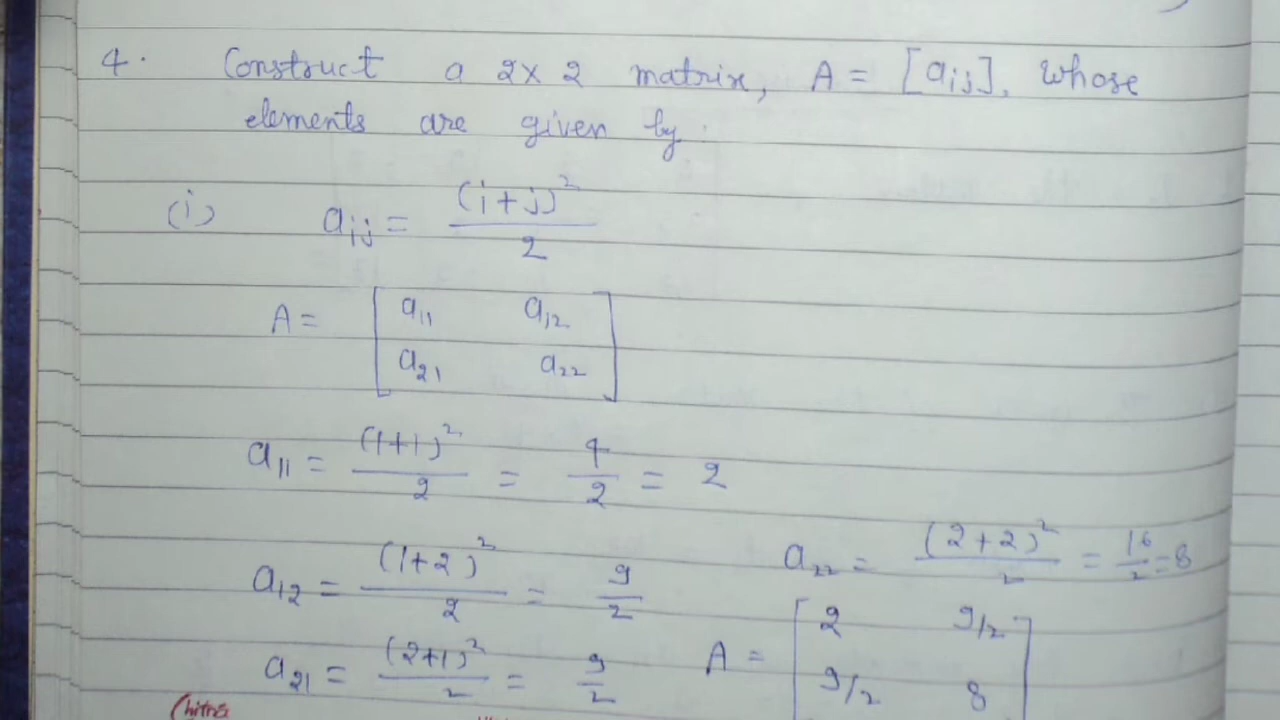 4. Construct a 2x2 matrix, A = [aij], whose
elements are given by:
(i) aij = (i+j)²/2
A = [a11 a12
a21 a22]
a11 = (1+1)²/2 = 4/2 = 2
a12 = (1+2)²/2 = 9/2
a22 = (2+2)²/2 = 16/2 = 8
a21 = (2+1)²/2 = 9/2
A = [2 9/2
9/2 8]
Chitra